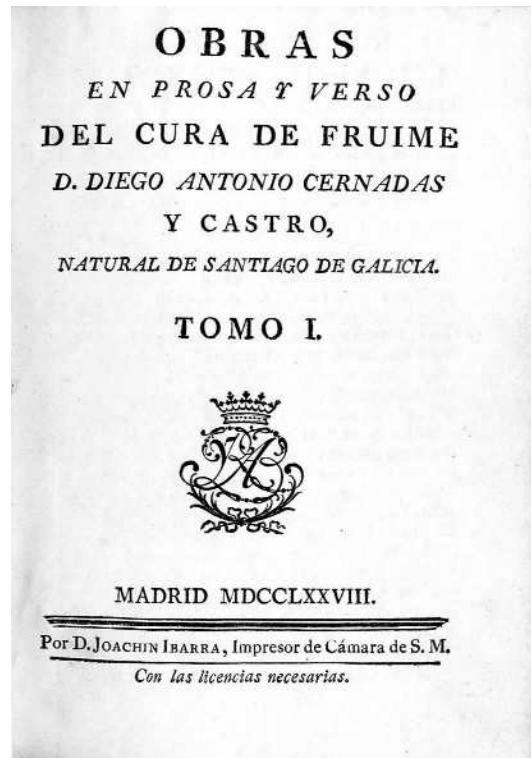 OBRAS
EN PROSA Y VERSO
DEL CURA DE FRUIME
D. DIEGO ANTONIO CERNADAS
Y CASTRO,
NATURAL DE SANTIAGO DE GALICIA.
TOMO I.
MADRID MDCCLXXVIII.
Por D. JOACHIN IBARRA, Impresor de Cámara de S. M.
Con las licencias necesarias.